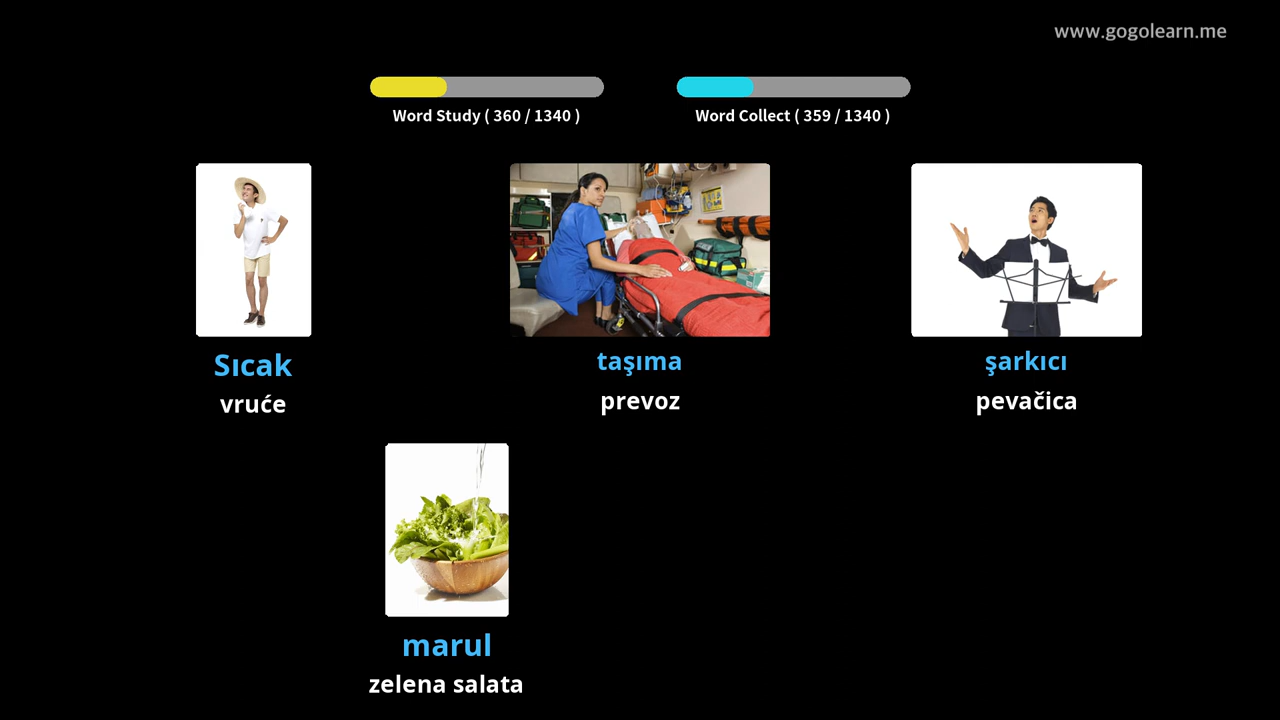 www.gogolearn.me
Word Study ( 360 / 1340 )
Word Collect ( 359 / 1340 )
Sıcak
vruće
taşıma
prevoz
şarkıcı
pevačica
marul
zelena salata